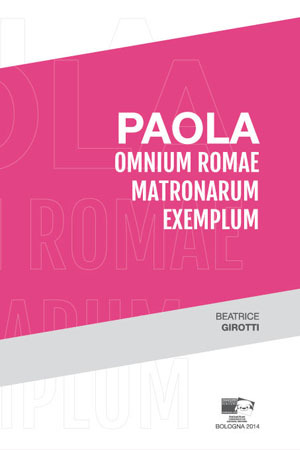 PAOLA
OMNIUM ROMAE
MATRONARUM
EXEMPLUM
BEATRICE
GIROTTI
BOLOGNA 2014